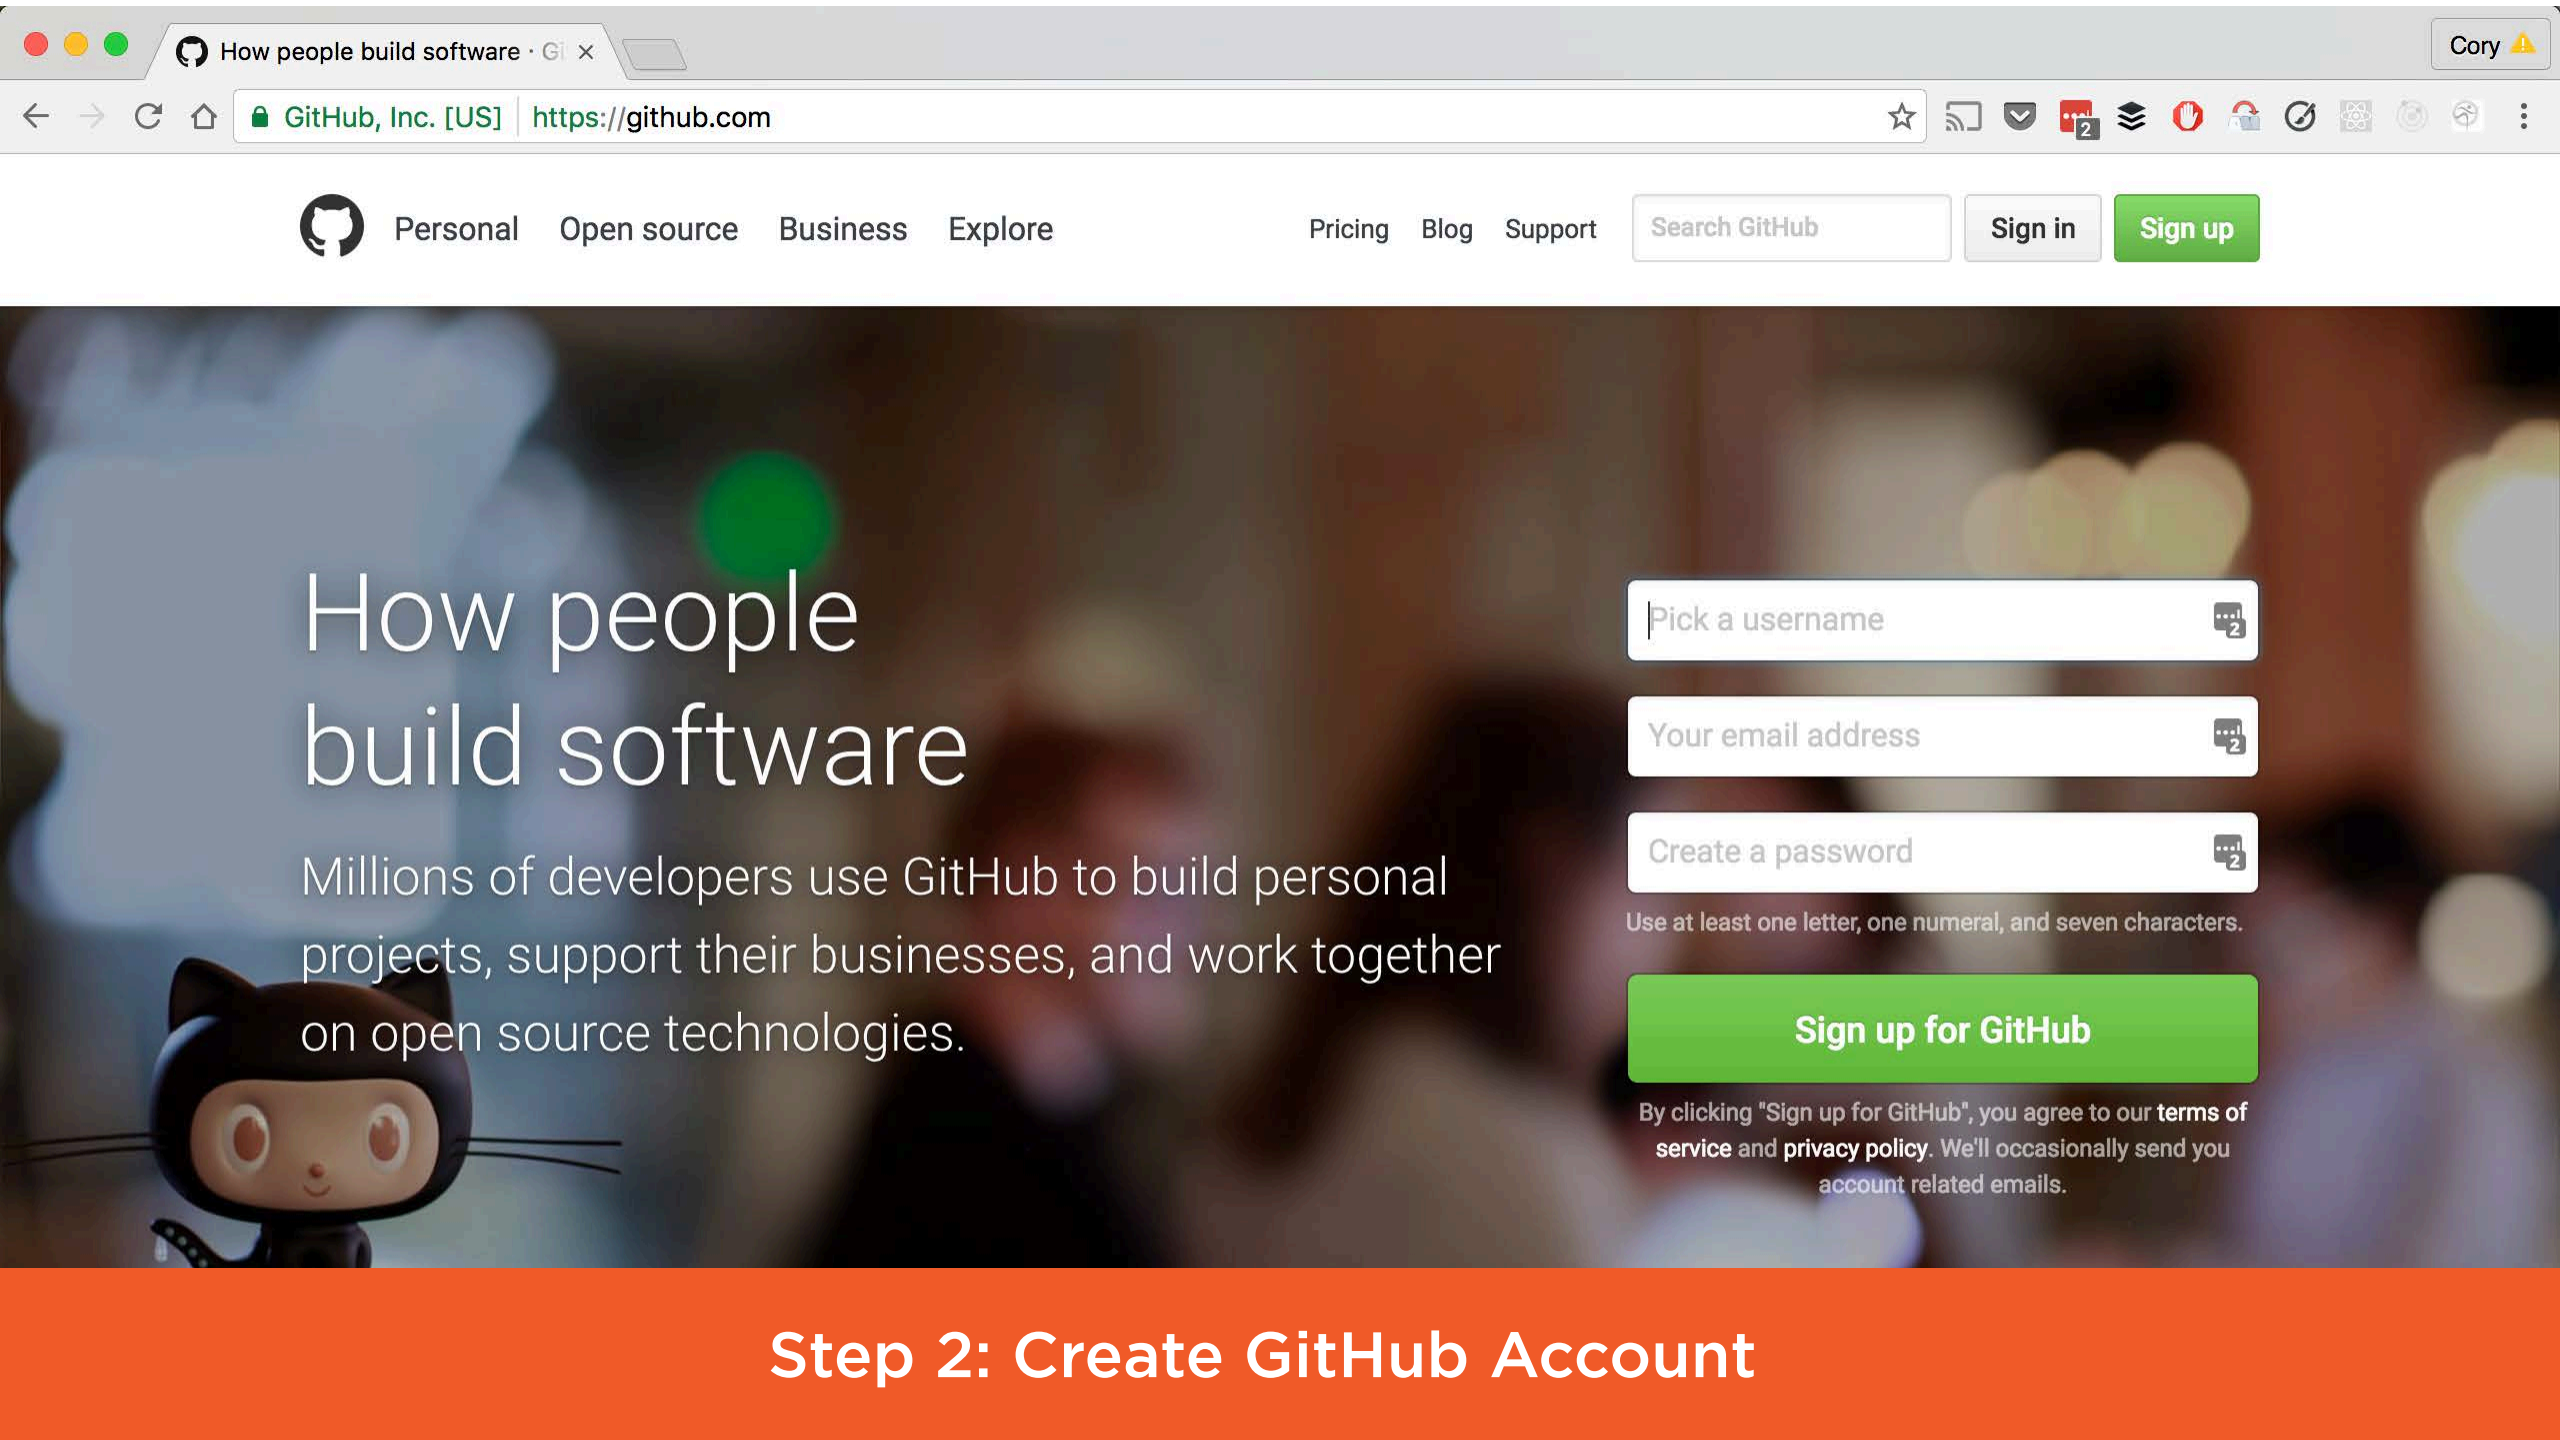 How people build software · Gi
Cory
GitHub, Inc. [US] https://github.com
2
Personal Open source Business Explore Pricing Blog Support Search GitHub Sign in Sign up
How people
build software
Millions of developers use GitHub to build personal
projects, support their businesses, and work together
on open source technologies.
Pick a username
2
Your email address
2
Create a password
2
Use at least one letter, one numeral, and seven characters.
Sign up for GitHub
By clicking "Sign up for GitHub", you agree to our terms of
service and privacy policy. We'll occasionally send you
account related emails.
Step 2: Create GitHub Account